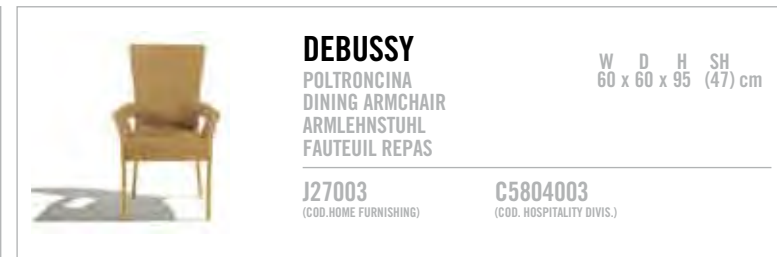 DEBUSSY
POLTRONCINA
DINING ARMCHAIR
ARMLEHNSTUHL
FAUTEUIL REPAS
W D H SH
60 x 60 x 95 (47) cm
J27003
(COD.HOME FURNISHING)
C5804003
(COD. HOSPITALITY DIVIS.)